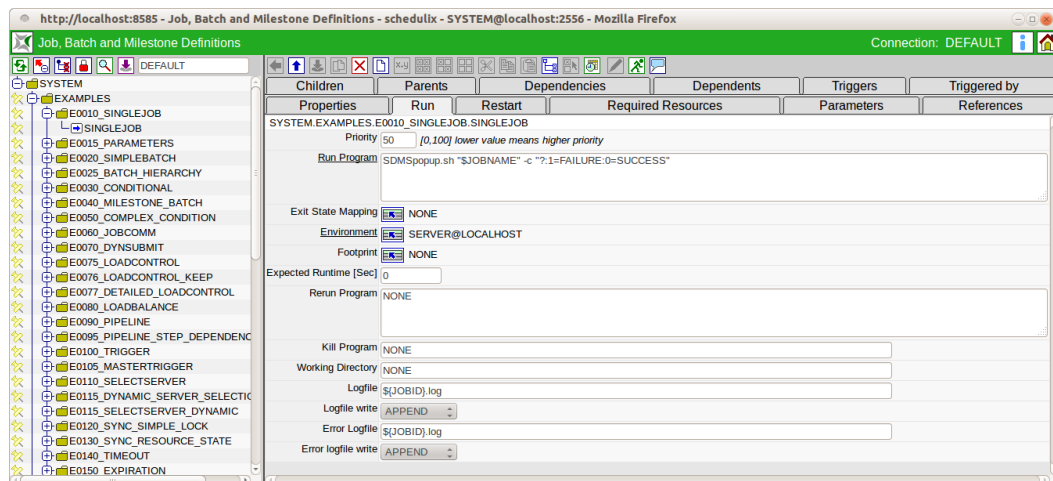 http://localhost:8585 - Job, Batch and Milestone Definitions - schedulix - SYSTEM@localhost:2556 - Mozilla Firefox
Job, Batch and Milestone Definitions
Connection: DEFAULT
DEFAULT
SYSTEM
EXAMPLES
E0010_SINGLEJOB
SINGLEJOB
E0015_PARAMETERS
E0020_SIMPLEBATCH
E0025_BATCH_HIERARCHY
E0030_CONDITIONAL
E0040_MILESTONE_BATCH
E0050_COMPLEX_CONDITION
E0060_JOBCOMM
E0070_DYNSUBMIT
E0075_LOADCONTROL
E0076_LOADCONTROL_KEEP
E0077_DETAILED_LOADCONTROL
E0080_LOADBALANCE
E0090_PIPELINE
E0095_PIPELINE_STEP_DEPENDENC
E0100_TRIGGER
E0105_MASTERTRIGGER
E0110_SELECTSERVER
E0115_DYNAMIC_SERVER_SELECTIC
E0115_SELECTSERVER_DYNAMIC
E0120_SYNC_SIMPLE_LOCK
E0130_SYNC_RESOURCE_STATE
E0140_TIMEOUT
E0150_EXPIRATION
Children Parents Dependencies Dependents Triggers Triggered by
Properties Run Restart Required Resources Parameters References
SYSTEM.EXAMPLES.E0010_SINGLEJOB.SINGLEJOB
Priority 50 [0,100] lower value means higher priority
Run Program SDMSpopup.sh "$JOBNAME" -c "?:1=FAILURE:0=SUCCESS"
Exit State Mapping NONE
Environment SERVER@LOCALHOST
Footprint NONE
Expected Runtime [Sec] 0
Rerun Program NONE
Kill Program NONE
Working Directory NONE
Logfile ${JOBID}.log
Logfile write APPEND
Error Logfile ${JOBID}.log
Error logfile write APPEND